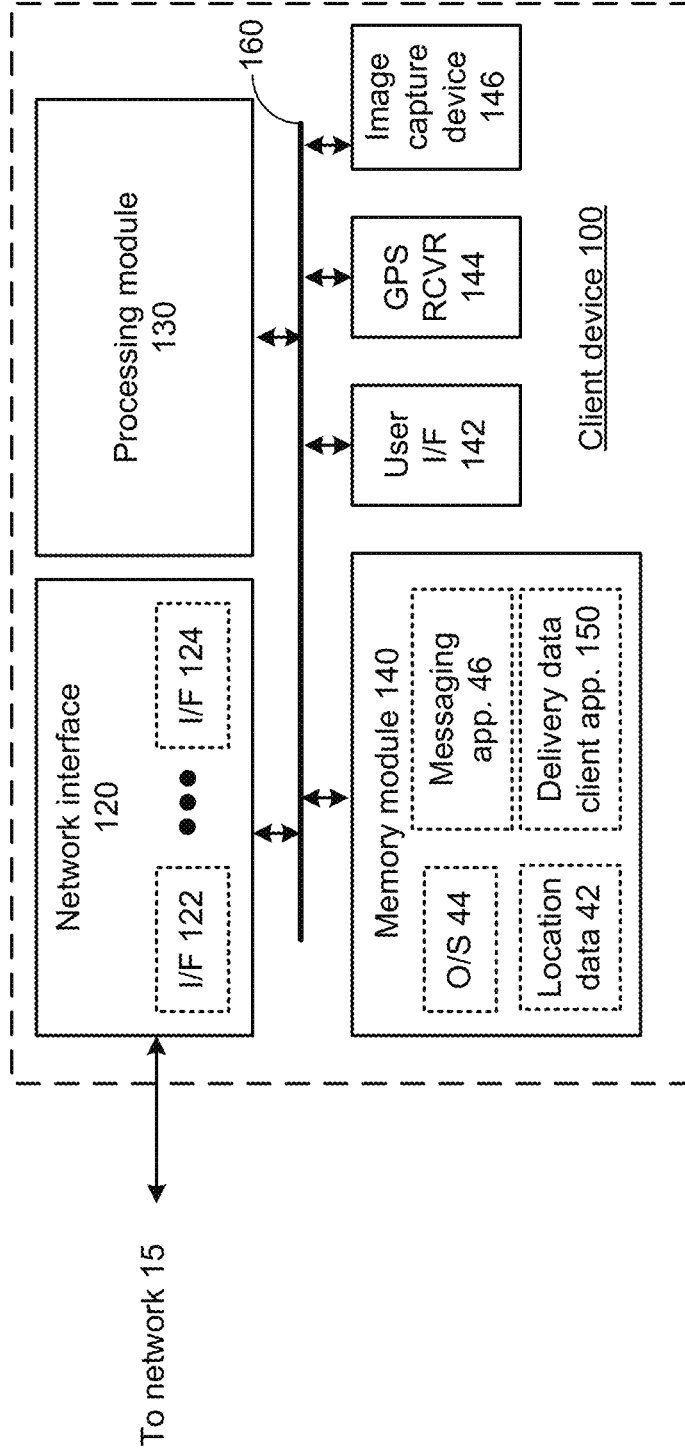 To network 15
Network interface
120
I/F 122
I/F 124
Processing module
130
160
Memory module 140
O/S 44
Messaging
app. 46
Location
data 42
Delivery data
client app. 150
User
I/F
142
GPS
RCVR
144
Image
capture
device
146
Client device 100